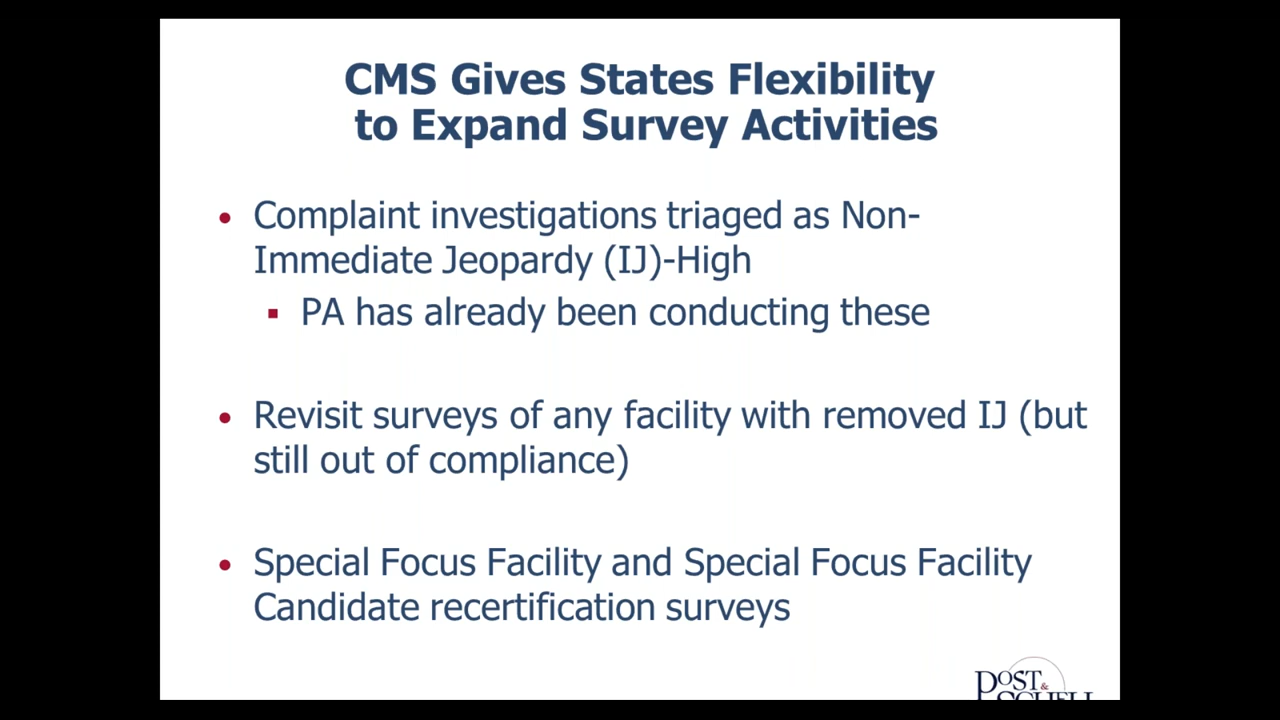 CMS Gives States Flexibility
to Expand Survey Activities
• Complaint investigations triaged as Non-
Immediate Jeopardy (IJ)-High
▪ PA has already been conducting these
• Revisit surveys of any facility with removed IJ (but
still out of compliance)
• Special Focus Facility and Special Focus Facility
Candidate recertification surveys
POST &
SCHELL